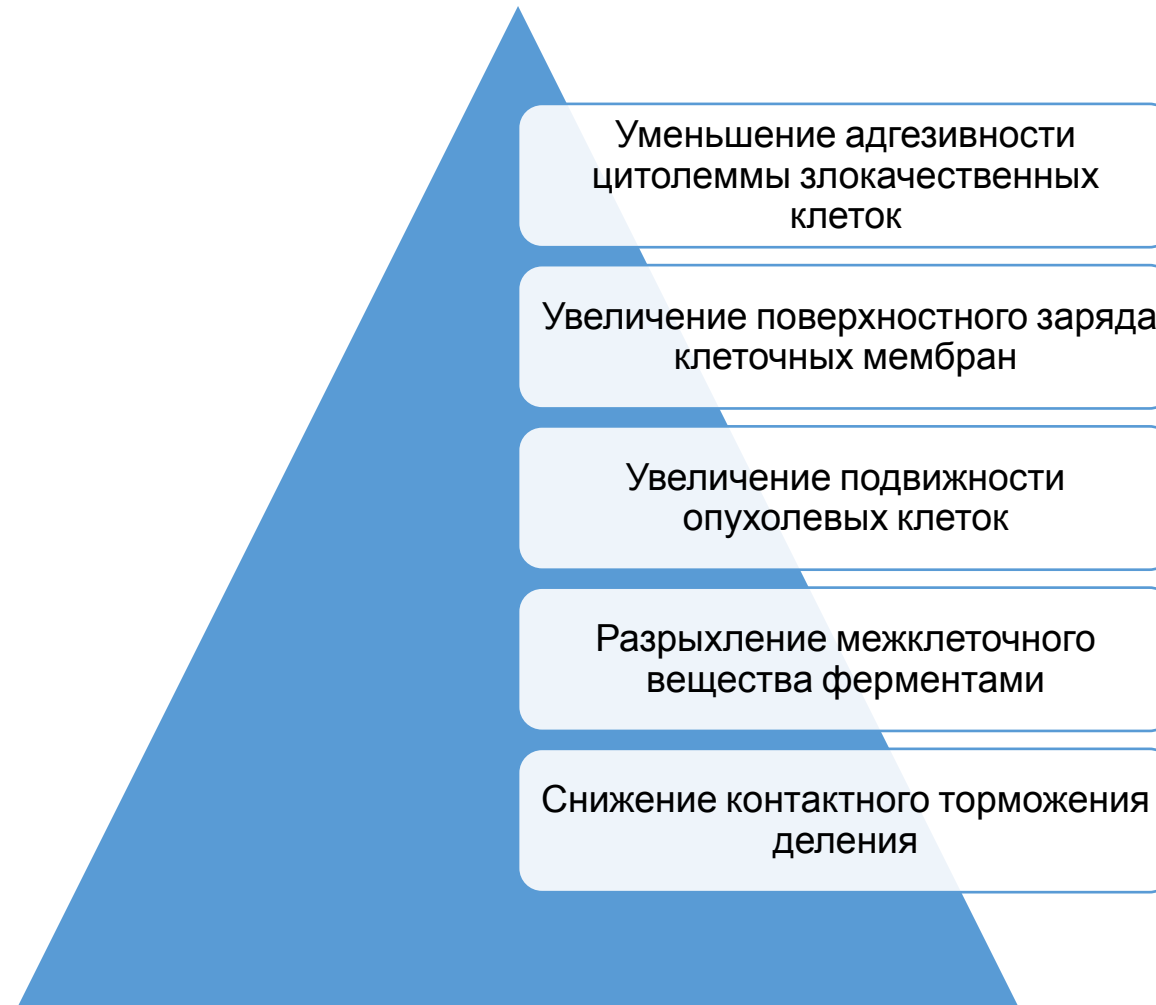 Уменьшение адгезивности
цитолеммы злокачественных
клеток
Увеличение поверхностного заряда
клеточных мембран
Увеличение подвижности
опухолевых клеток
Разрыхление межклеточного
вещества ферментами
Снижение контактного торможения
деления